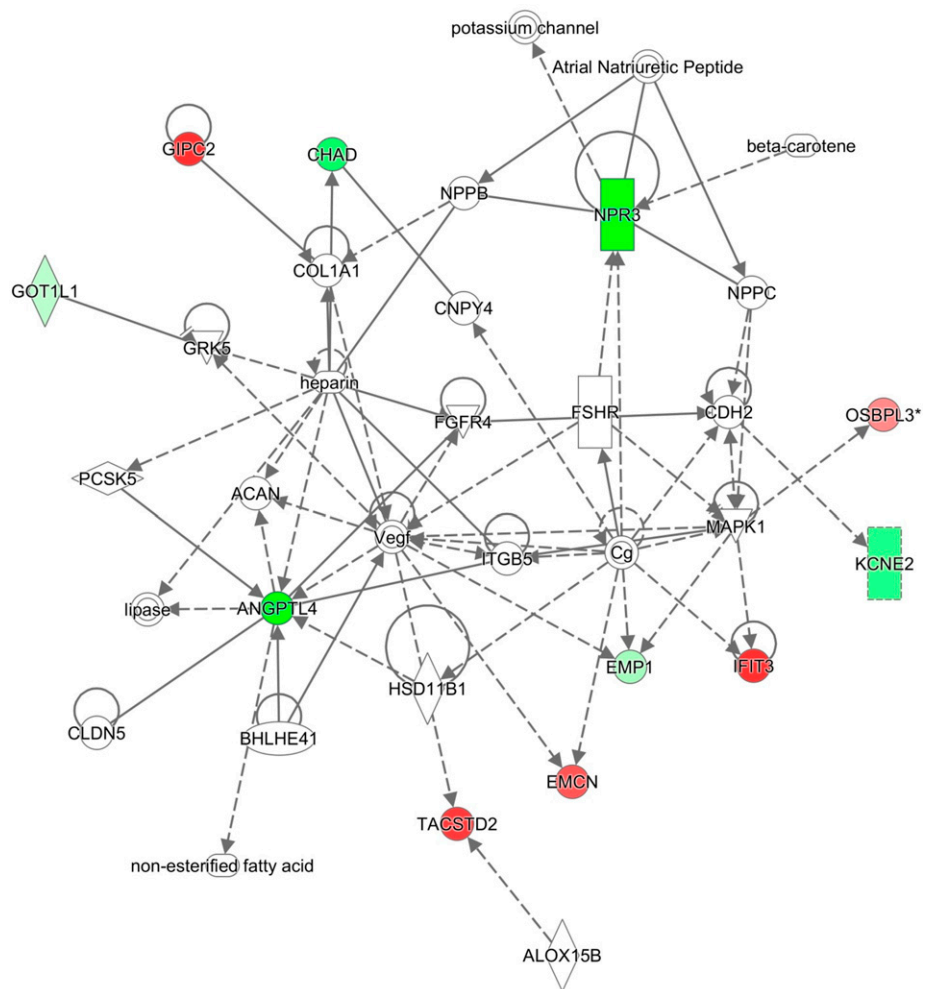 potassium channel
Atrial Natriuretic Peptide
GIPC2
CHAD
beta-carotene
NPPB
NPR3
COL1A1
GOT1L1
NPPC
CNPY4
GRK5
heparin
FGFR4
FSHR
CDH2
OSBPL3*
PCSK5
ACAN
MAPK1
Vegf
ITGB5
Cg
KCNE2
lipase
ANGPTL4
EMP1
IFIT3
HSD11B1
CLDN5
BHLHE41
EMCN
TACSTD2
non-esterified fatty acid
ALOX15B